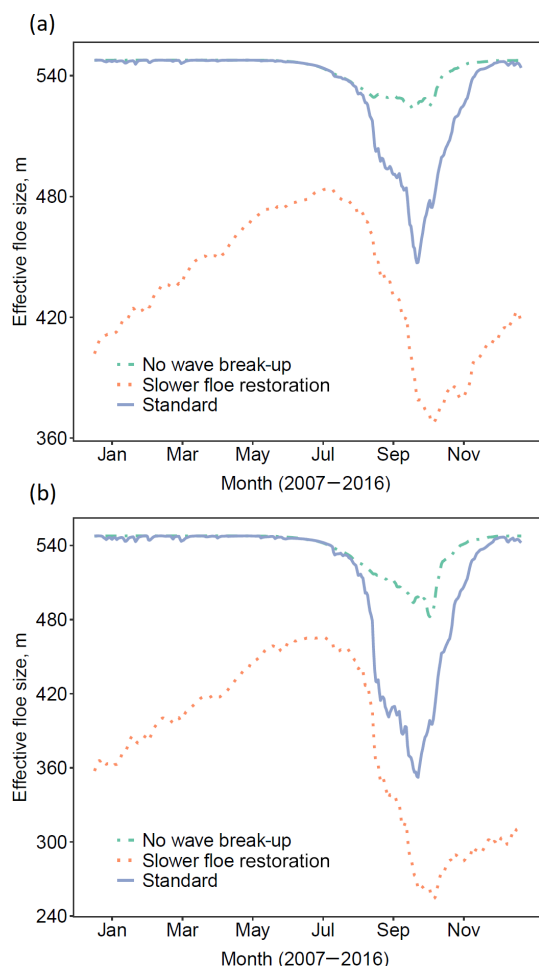 (a)
Effective floe size, m
540
480
420
360
No wave break-up
Slower floe restoration
Standard
Jan Mar May Jul Sep Nov
Month (2007−2016)
(b)
Effective floe size, m
540
480
420
360
300
240
No wave break-up
Slower floe restoration
Standard
Jan Mar May Jul Sep Nov
Month (2007−2016)